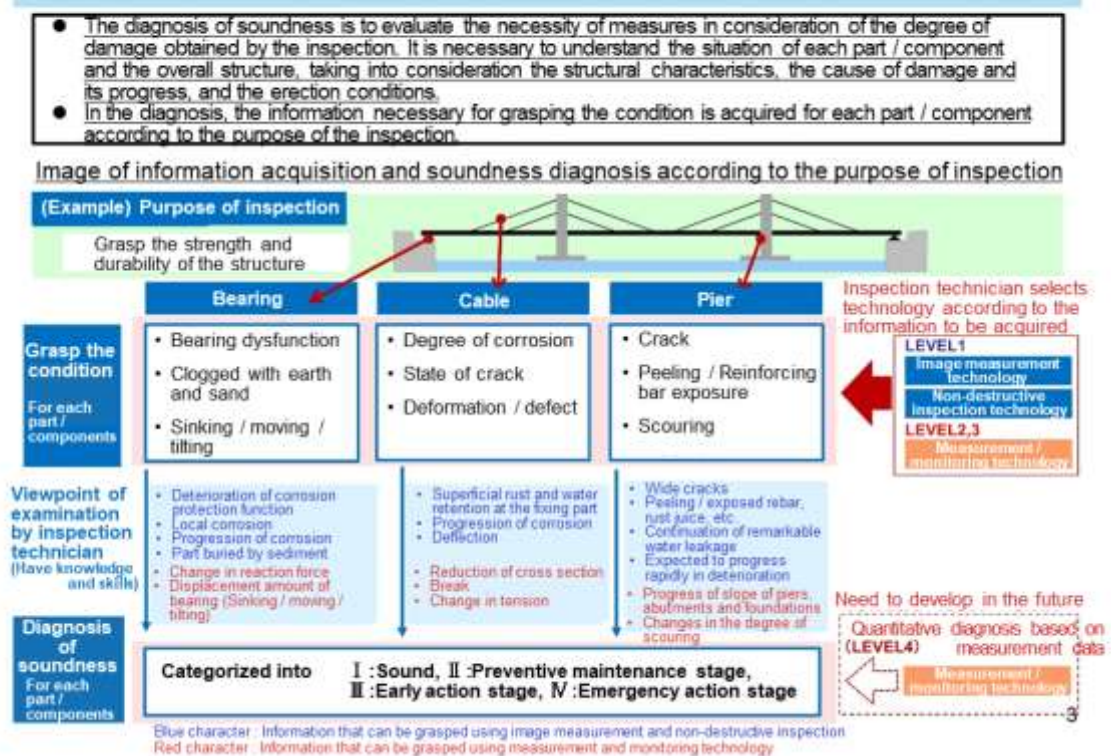 ● The diagnosis of soundness is to evaluate the necessity of measures in consideration of the degree of
damage obtained by the inspection. It is necessary to understand the situation of each part / component
and the overall structure, taking into consideration the structural characteristics, the cause of damage and
its progress, and the erection conditions.
● In the diagnosis, the information necessary for grasping the condition is acquired for each part / component
according to the purpose of the inspection.
Image of information acquisition and soundness diagnosis according to the purpose of inspection
(Example) Purpose of inspection
Grasp the strength and
durability of the structure
Bearing
Cable
Pier
Inspection technician selects
technology according to the
information to be acquired
Grasp the
condition
For each
part /
components
• Bearing dysfunction
• Clogged with earth
and sand
• Sinking / moving /
tilting
• Degree of corrosion
• State of crack
• Deformation / defect
• Crack
• Peeling / Reinforcing
bar exposure
• Scouring
LEVEL1
Image measurement
technology
Non-destructive
inspection technology
LEVEL2,3
Measurement /
monitoring technology
Viewpoint of
examination
by inspection
technician
(Have knowledge
and skills)
• Deterioration of corrosion
protection function
• Local corrosion
• Progression of corrosion
• Part buried by sediment
• Change in reaction force
• Displacement amount of
bearing (Sinking / moving /
tilting)
• Superficial rust and water
retention at the fixing part
• Progression of corrosion
• Deflection
• Reduction of cross section
• Break
• Change in tension
• Wide cracks
• Peeling / exposed rebar,
rust juice, etc
• Continuation of remarkable
water leakage
• Expected to progress
rapidly in deterioration
• Progress of slope of piers,
abutments and foundations
• Changes in the degree of
scouring
Need to develop in the future
Diagnosis
of
soundness
For each
part /
components
Categorized into Ⅰ :Sound, Ⅱ :Preventive maintenance stage,
Ⅲ :Early action stage, Ⅳ :Emergency action stage
Quantitative diagnosis based on
(LEVEL4) measurement data
Measurement /
monitoring technology
3
Blue character : Information that can be grasped using image measurement and non-destructive inspection
Red character : Information that can be grasped using measurement and monitoring technology